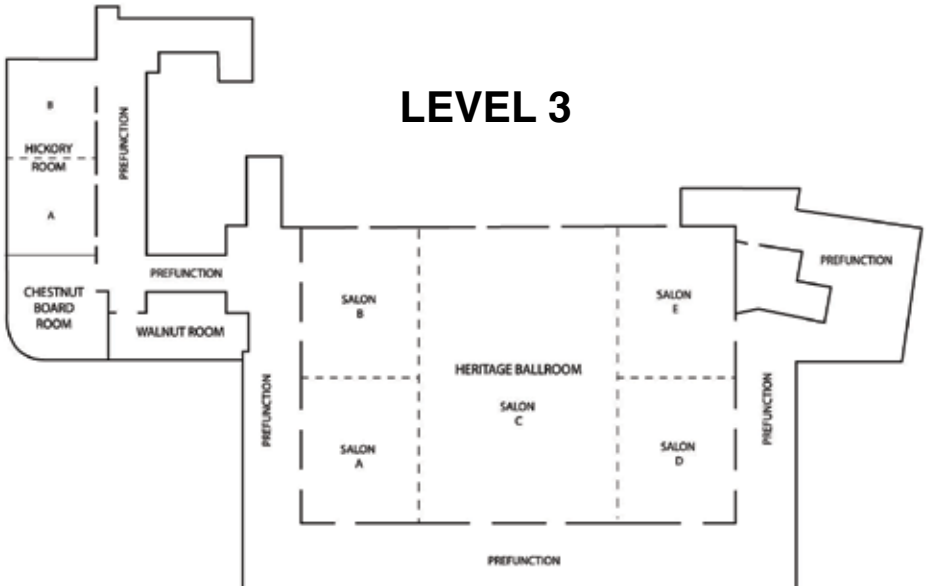 LEVEL 3
B
HICKORY
ROOM
A
PREFUNCTION
CHESTNUT
BOARD
ROOM
PREFUNCTION
WALNUT ROOM
PREFUNCTION
SALON
B
SALON
A
HERITAGE BALLROOM
SALON
C
SALON
E
SALON
D
PREFUNCTION
PREFUNCTION
PREFUNCTION